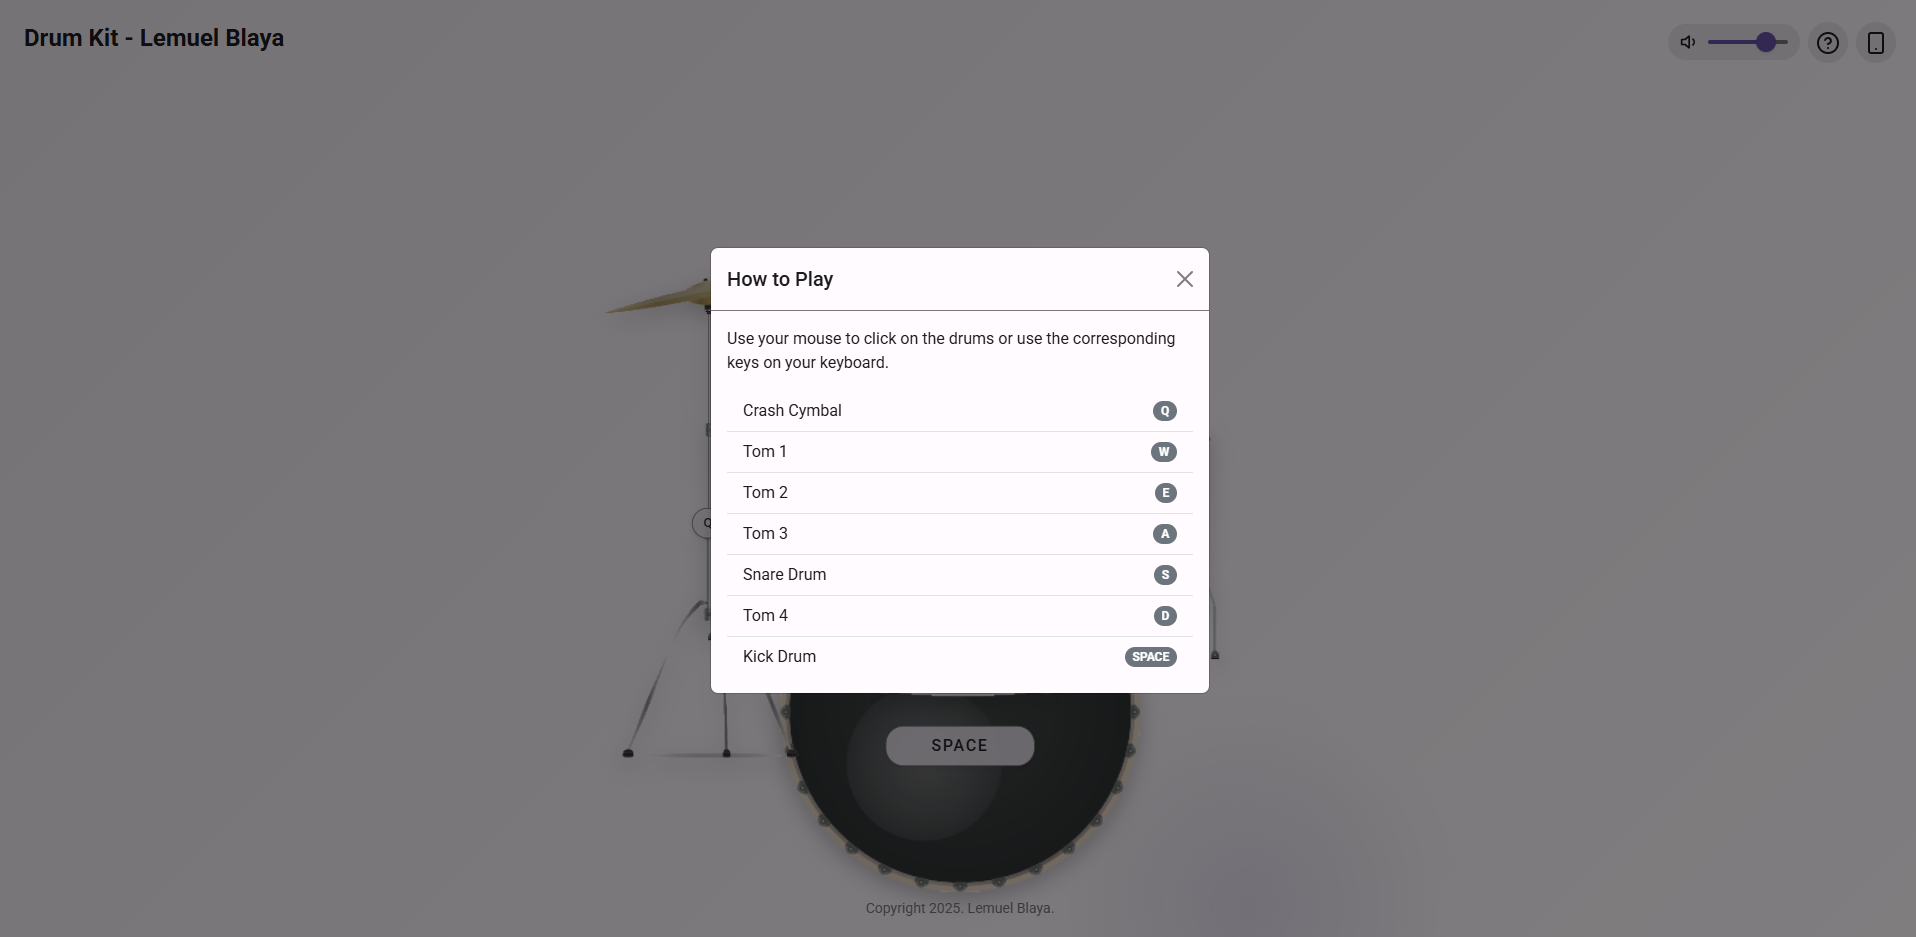 Drum Kit - Lemuel Blaya
How to Play
Use your mouse to click on the drums or use the corresponding
keys on your keyboard.
Crash Cymbal Q
Tom 1 W
Tom 2 E
Tom 3 A
Snare Drum S
Tom 4 D
Kick Drum SPACE
Q
SPACE
Copyright 2025. Lemuel Blaya.